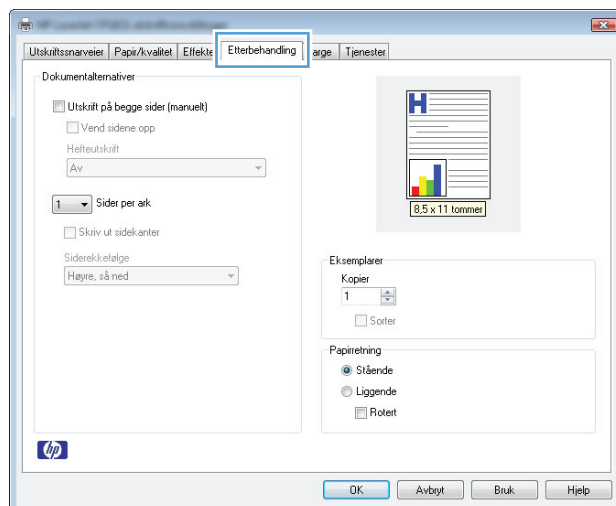 Utskriftssnarveier Papir/kvalitet Effekte Etterbehandling arge Tjenester
Dokumentalternativer
Utskrift på begge sider (manuelt)
Vend sidene opp
Hefteutskrift
Av
1 Sider per ark
Skriv ut sidekanter
Siderekkefølge
Høyre, så ned
H
8,5 x 11 tommer
Eksemplarer
Kopier
1
Sorter
Papirretning
Stående
Liggende
Rotert
hp
OK Avbryt Bruk Hjelp